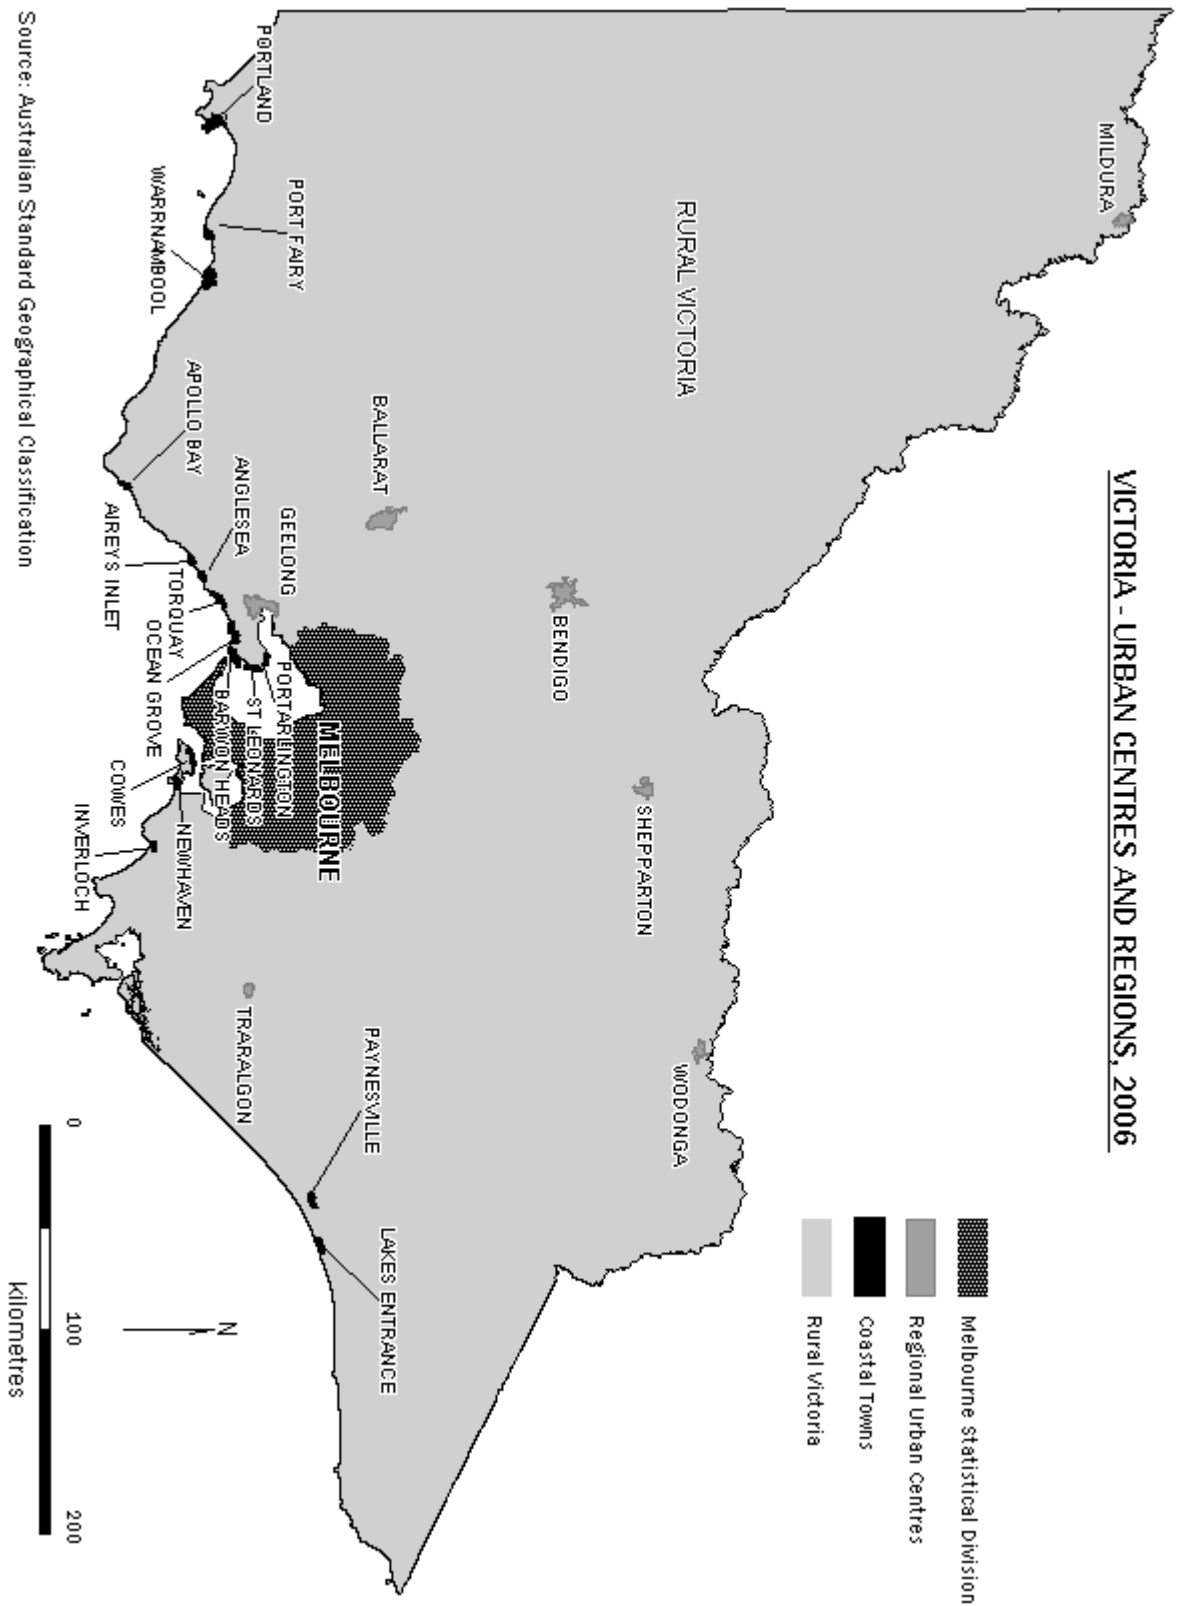 VICTORIA - URBAN CENTRES AND REGIONS, 2006
Melbourne Statistical Division
Regional Urban Centres
Coastal Towns
Rural Victoria
MILDURA
RURAL VICTORIA
WODONGA
SHEPPARTON
BENDIGO
BALLARAT
MELBOURNE
GEELONG
PORTARLINGTON
ST LEONARDS
BARWON HEADS
PORTLAND
PORT FAIRY
WARRNAMBOOL
APOLLO BAY
ANGLESEA
AIREYS INLET
TORQUAY
OCEAN GROVE
COWES
NEWHAVEN
INVERLOCH
TRARALGON
PAYNESVILLE
LAKES ENTRANCE
N
0 100 200
kilometres
Source: Australian Standard Geographical Classification